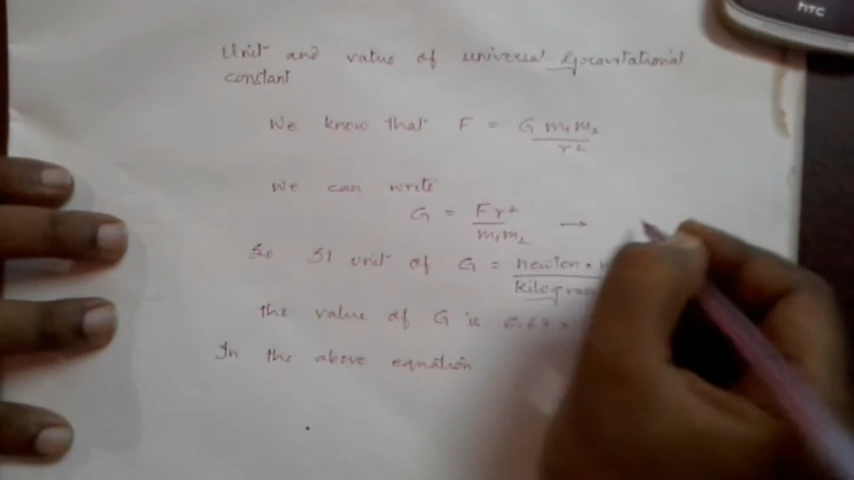 hTC
Unit and value of universal Gravitational
constant
We know that F = G m₁m₂ / r²
We can write
G = Fr² / m₁m₂ →
So SI unit of G = newton ×
the value of G is
In the above equation